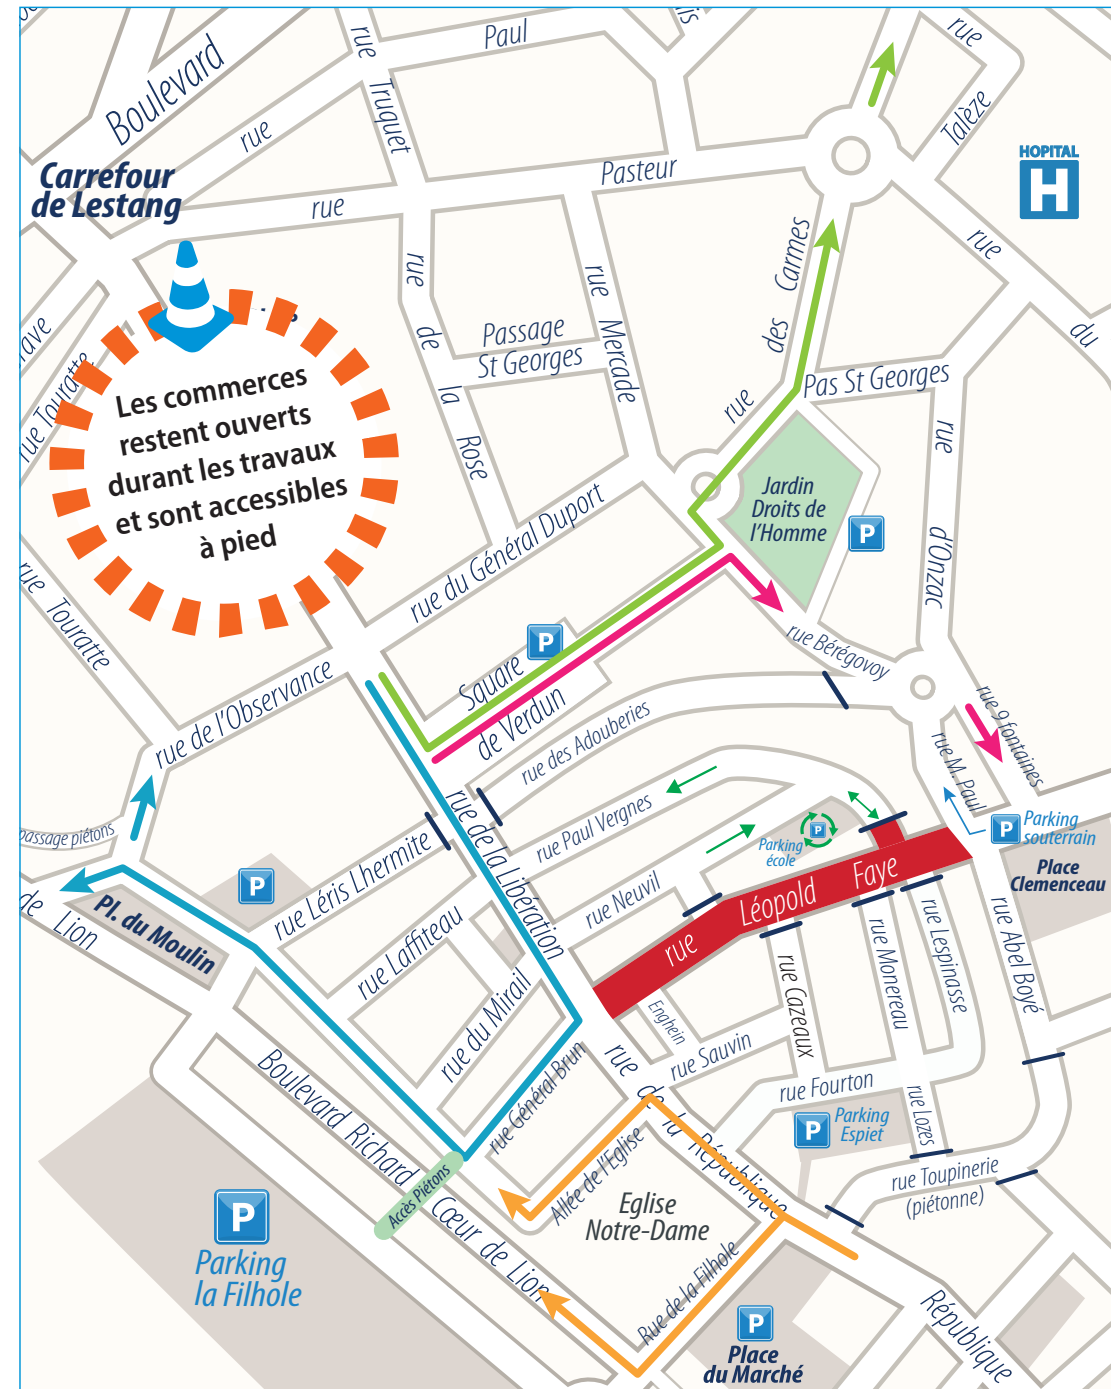 Boulevard
rue
Paul
rue
Truquet
rue
Talèze
rue
HOPITAL
H
Carrefour
de Lestang
rue
Pasteur
rue
du
rue
de
la
Rose
rue
Mercade
Passage
St Georges
rue
des
Carmes
Pas St Georges
rue
d'Onzac
rue Touratte
Les commerces
restent ouverts
durant les travaux
et sont accessibles
à pied
Jardin
Droits de
l'Homme
P
rue du Général Duport
rue
Touratte
P
Square
de Verdun
rue Bérégovoy
rue de l'Observance
rue des Adouberies
rue 9 fontaines
rue M. Paul
passage piétons
rue de la Libération
rue Paul Vergnes
P
Parking
école
P
Parking
souterrain
Place
Clemenceau
P
rue Léris Lhermite
rue Neuvil
rue Léopold Faye
de Lion
Pl. du Moulin
rue Laffiteau
rue du Mirail
rue Cazeaux
rue Monereau
rue Lespinasse
rue Abel Boyé
Enghein
rue Sauvin
rue Fourton
rue Lozes
P
Parking
Espiet
rue Général Brun
rue de la République
Boulevard Richard Cœur de Lion
Accès Piétons
Allée de l'Eglise
Eglise
Notre-Dame
rue Toupinerie
(piétonne)
P
Parking
la Filhole
Rue de la Filhole
P
Place
du Marché
République